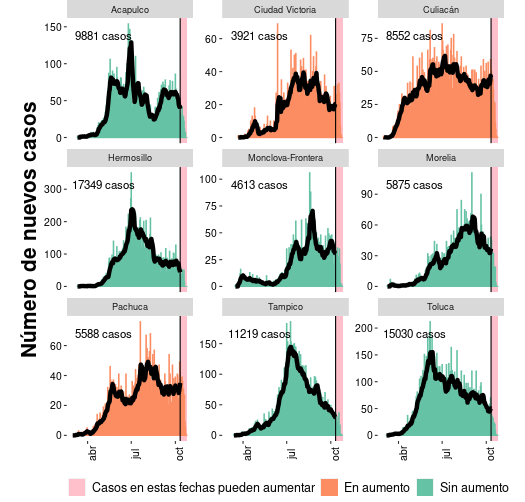 Número de nuevos casos
Acapulco
Ciudad Victoria
Culiacán
9881 casos
3921 casos
8552 casos
150
100
50
0
60
40
20
0
75
50
25
0
Hermosillo
Monclova-Frontera
Morelia
17349 casos
4613 casos
5875 casos
300
200
100
0
100
75
50
25
0
90
60
30
0
Pachuca
Tampico
Toluca
5588 casos
11219 casos
15030 casos
60
40
20
0
150
100
50
0
200
150
100
50
0
abr jul oct
abr jul oct
abr jul oct
Casos en estas fechas pueden aumentar En aumento Sin aumento